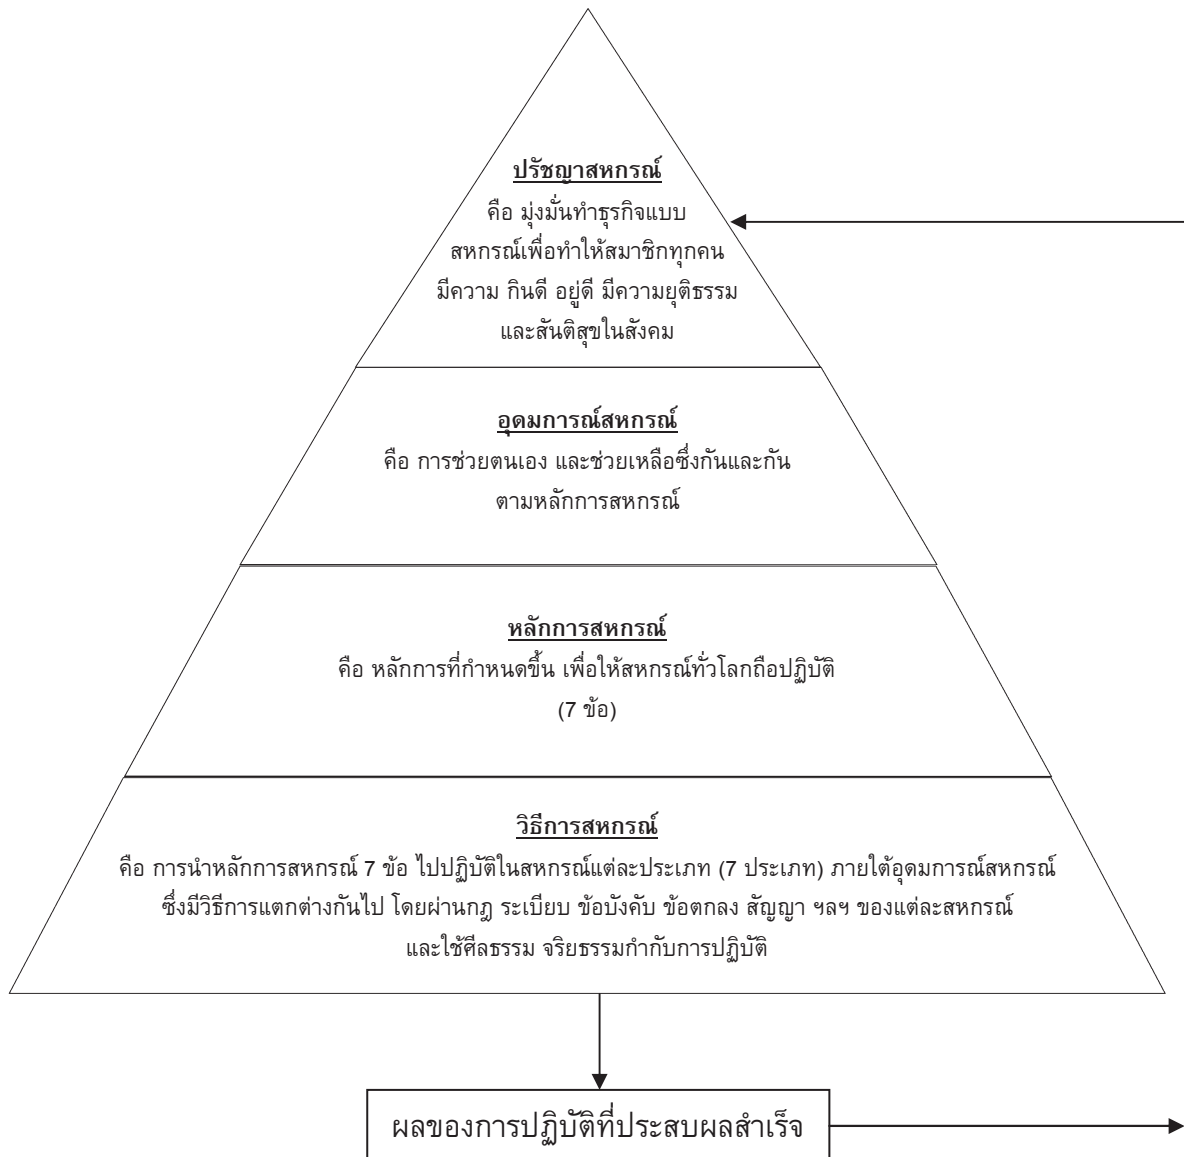 ปรัชญาสหกรณ์
คือ มุ่งมั่นทำธุรกิจแบบ
สหกรณ์เพื่อทำให้สมาชิกทุกคน
มีความ กินดี อยู่ดี มีความยุติธรรม
และสันติสุขในสังคม
อุดมการณ์สหกรณ์
คือ การช่วยตนเอง และช่วยเหลือซึ่งกันและกัน
ตามหลักการสหกรณ์
หลักการสหกรณ์
คือ หลักการที่กำหนดขึ้น เพื่อให้สหกรณ์ทั่วโลกถือปฏิบัติ
(7 ข้อ)
วิธีการสหกรณ์
คือ การนำหลักการสหกรณ์ 7 ข้อ ไปปฏิบัติในสหกรณ์แต่ละประเภท (7 ประเภท) ภายใต้อุดมการณ์สหกรณ์
ซึ่งมีวิธีการแตกต่างกันไป โดยผ่านกฎ ระเบียบ ข้อบังคับ ข้อตกลง สัญญา ฯลฯ ของแต่ละสหกรณ์
และใช้ศีลธรรม จริยธรรมกำกับการปฏิบัติ
ผลของการปฏิบัติที่ประสบผลสำเร็จ